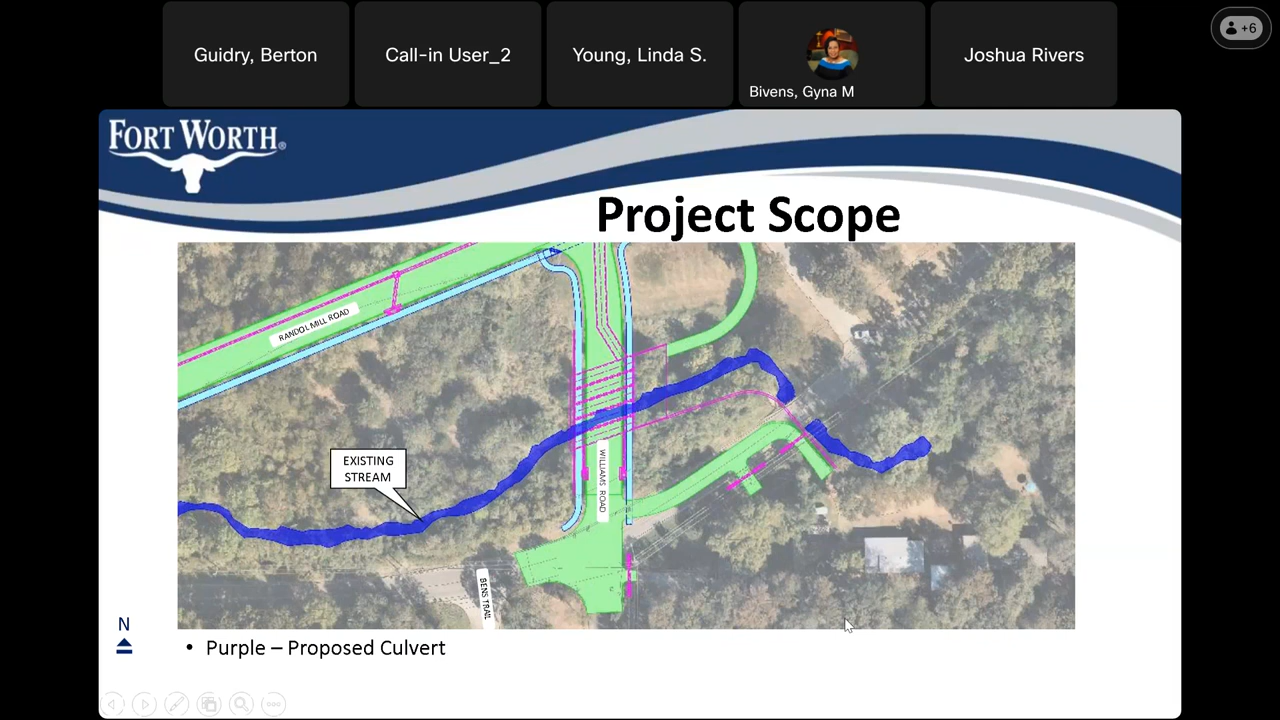 Guidry, Berton
Call-in User_2
Young, Linda S.
Bivens, Gyna M
Joshua Rivers
+6
FORT WORTH®
Project Scope
RANDOL MILL ROAD
EXISTING
STREAM
WILLIAMS ROAD
BENS TRAIL
N
• Purple – Proposed Culvert